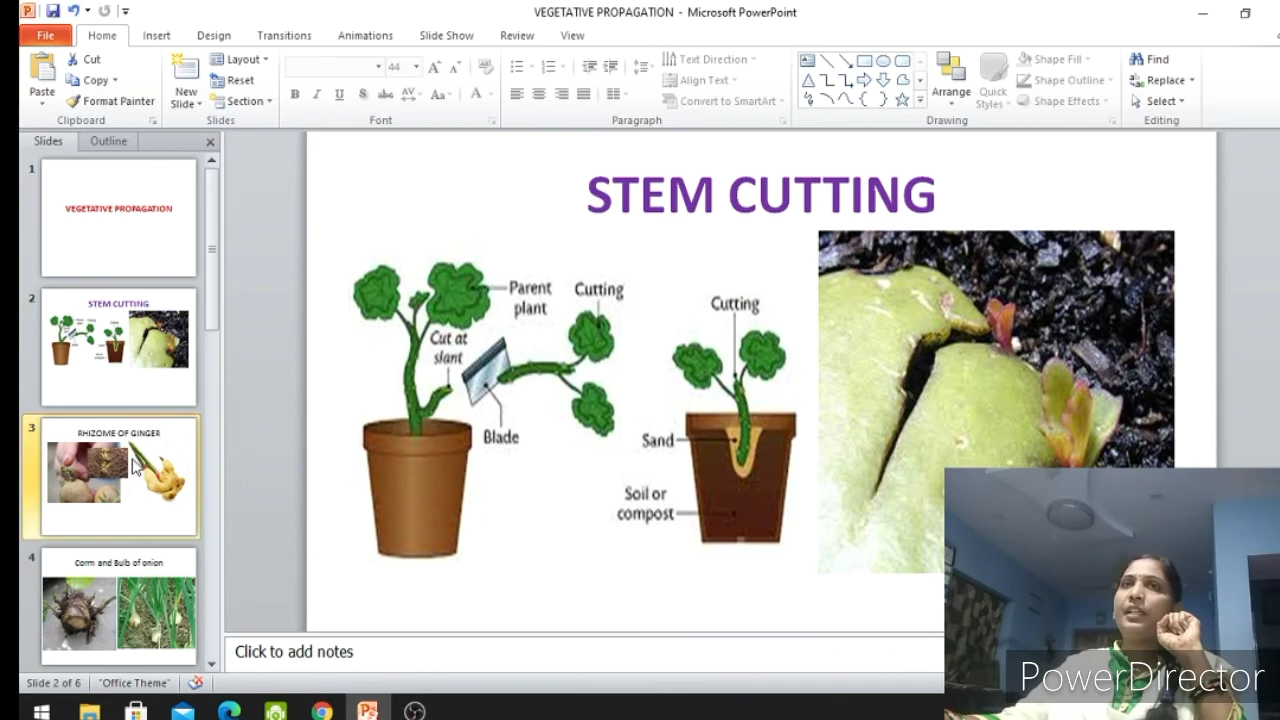 VEGETATIVE PROPAGATION - Microsoft PowerPoint
File Home Insert Design Transitions Animations Slide Show Review View
Paste
Cut
Copy
Format Painter
Clipboard
New Slide
Layout
Reset
Section
Slides
44
Font
Text Direction
Align Text
Convert to SmartArt
Paragraph
Arrange
Quick Styles
Shape Fill
Shape Outline
Shape Effects
Drawing
Find
Replace
Select
Editing
Slides Outline
1
VEGETATIVE PROPAGATION
2
STEM CUTTING
3
RHIZOME OF GINGER
4
Corm and Bulb of onion
STEM CUTTING
Parent
plant
Cutting
Cut at
slant
Blade
Cutting
Sand
Soil or
compost
Click to add notes
Slide 2 of 6 "Office Theme"
PowerDirector